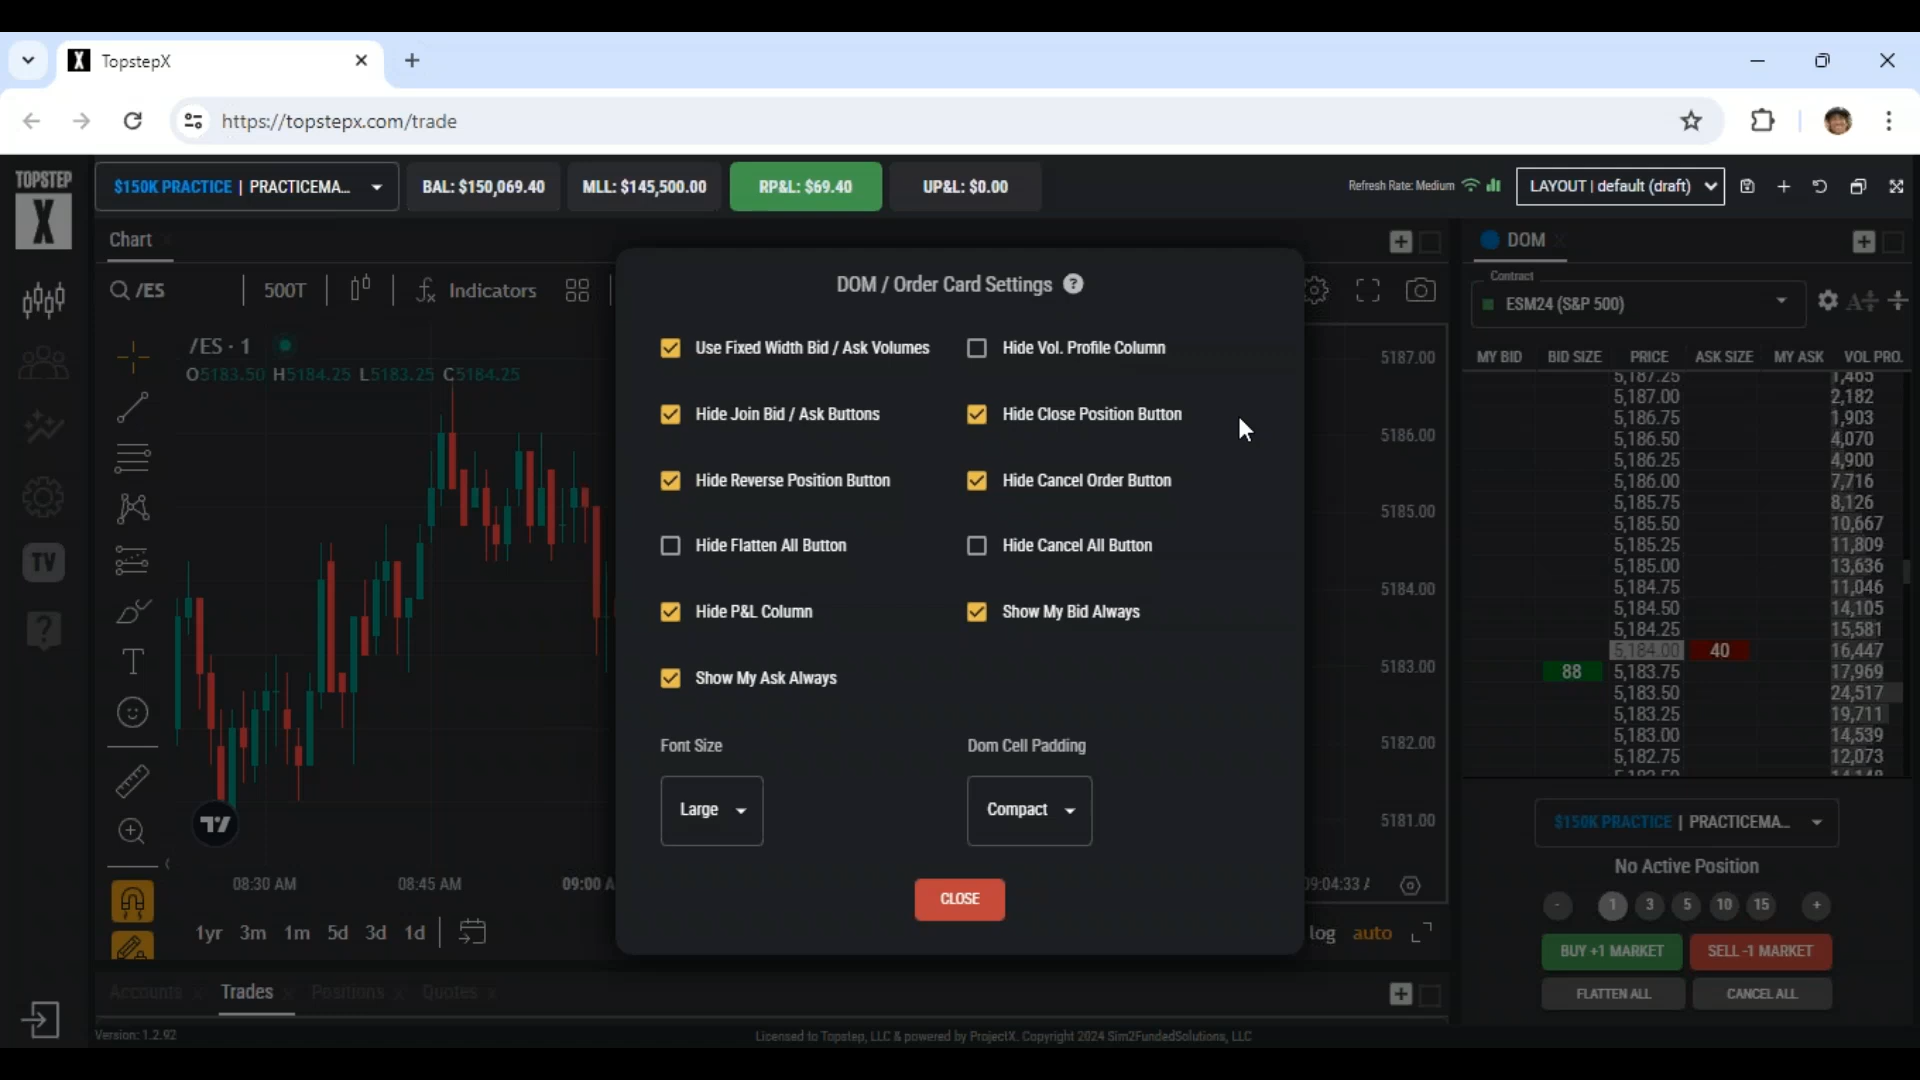 TopstepX
https://topstepx.com/trade
TOPSTEP
X
$150K PRACTICE | PRACTICEMA...
BAL: $150,069.40
MLL: $145,500.00
RP&L: $69.40
UP&L: $0.00
Refresh Rate: Medium
LAYOUT | default (draft)
Chart
DOM
/ES
500T
Indicators
Contract
ESM24 (S&P 500)
/ES · 1
O5183.50 H5184.25 L5183.25 C5184.25
DOM / Order Card Settings
Use Fixed Width Bid / Ask Volumes
Hide Vol. Profile Column
Hide Join Bid / Ask Buttons
Hide Close Position Button
Hide Reverse Position Button
Hide Cancel Order Button
Hide Flatten All Button
Hide Cancel All Button
Hide P&L Column
Show My Bid Always
Show My Ask Always
Font Size
Dom Cell Padding
Large
Compact
CLOSE
5187.00
5186.00
5185.00
5184.00
5183.00
5182.00
5181.00
MY BID BID SIZE PRICE ASK SIZE MY ASK VOL PRO.
5,187.25 1,465
5,187.00 2,182
5,186.75 1,903
5,186.50 4,070
5,186.25 4,900
5,186.00 7,716
5,185.75 8,126
5,185.50 10,667
5,185.25 11,809
5,185.00 13,636
5,184.75 11,046
5,184.50 14,105
5,184.25 15,581
5,184.00 40 16,447
88 5,183.75 17,969
5,183.50 24,517
5,183.25 19,711
5,183.00 14,539
5,182.75 12,073
TV
08:30 AM 08:45 AM 09:00 A
09:04:33
1yr 3m 1m 5d 3d 1d
log auto
$150K PRACTICE | PRACTICEMA...
No Active Position
- 1 3 5 10 15 +
BUY +1 MARKET
SELL -1 MARKET
FLATTEN ALL
CANCEL ALL
Accounts Trades Positions Quotes
Version: 1.2.92
Licensed to Topstep, LLC & powered by ProjectX. Copyright 2024 Sim2FundedSolutions, LLC